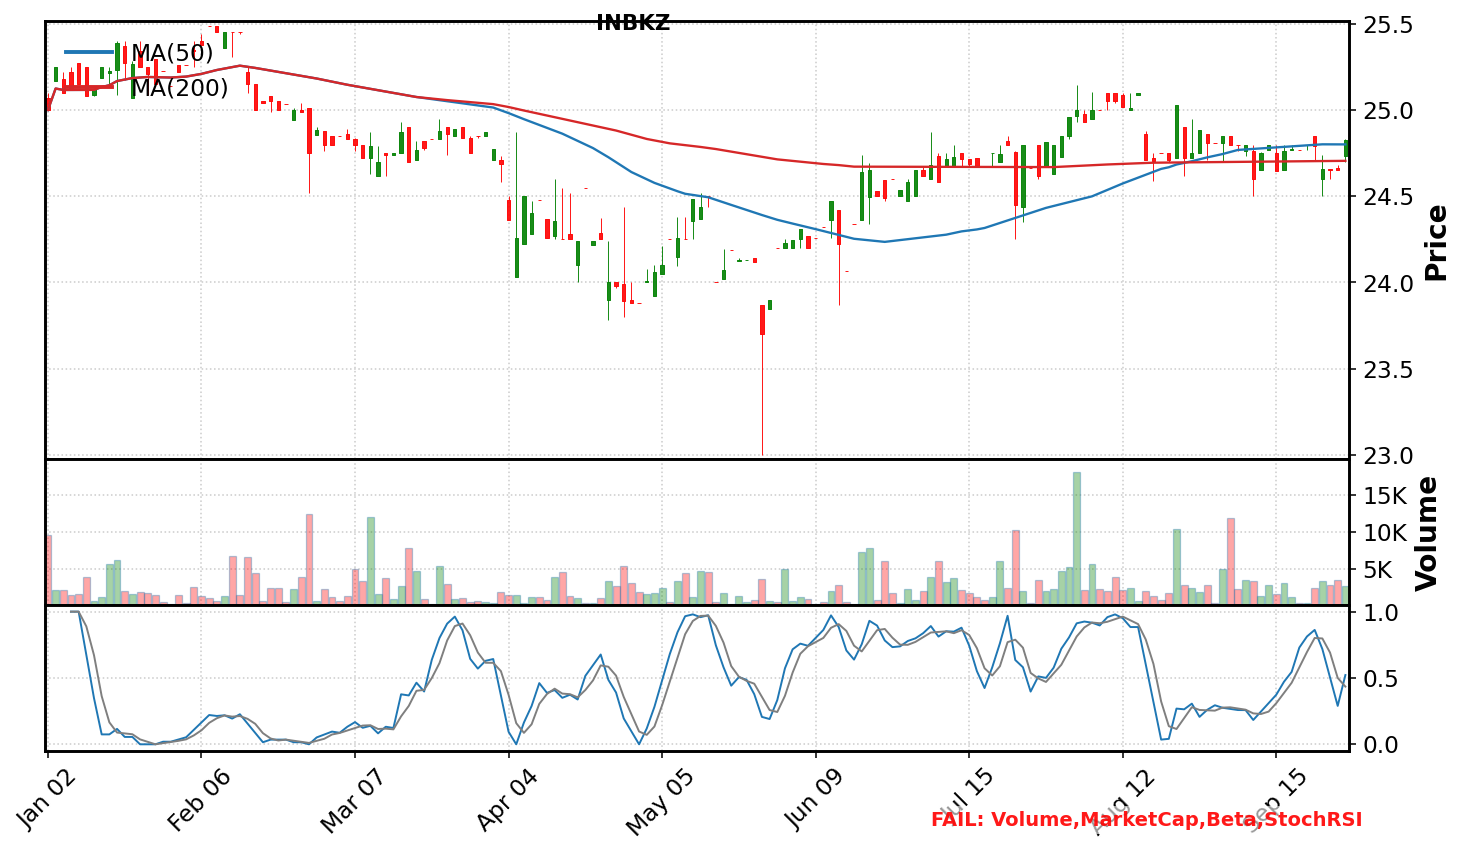 INBKZ
MA(50)
MA(200)
25.5
25.0
24.5
24.0
23.5
23.0
Price
15K
10K
5K
Volume
1.0
0.5
0.0
Jan 02
Feb 06
Mar 07
Apr 04
May 05
Jun 09
Jul 15
Aug 12
Sep 15
FAIL: Volume,MarketCap,Beta,StochRSI